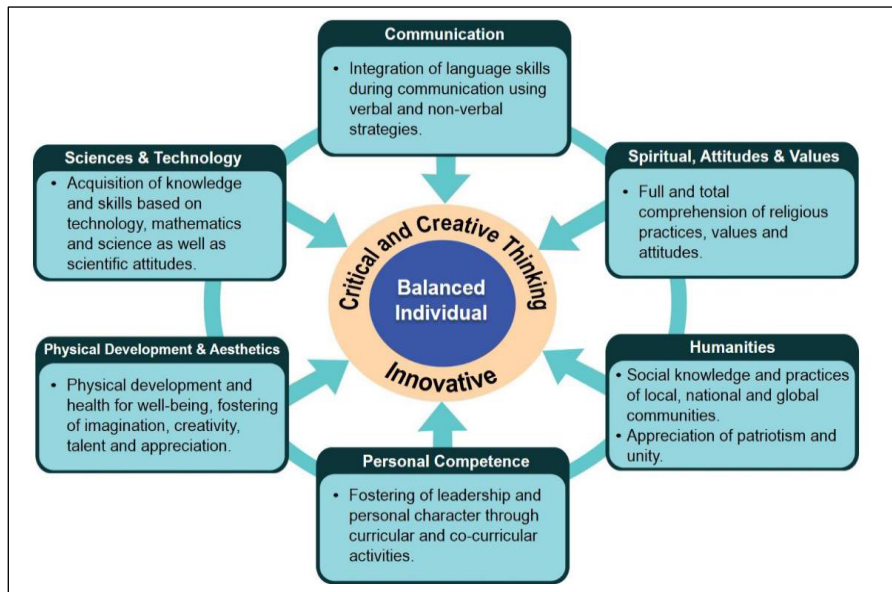 Communication
• Integration of language skills
during communication using
verbal and non-verbal
strategies.
Sciences & Technology
• Acquisition of knowledge
and skills based on
technology, mathematics
and science as well as
scientific attitudes.
Spiritual, Attitudes & Values
• Full and total
comprehension of religious
practices, values and
attitudes.
Critical and Creative Thinking
Balanced
Individual
Innovative
Physical Development & Aesthetics
• Physical development and
health for well-being, fostering
of imagination, creativity,
talent and appreciation.
Humanities
• Social knowledge and practices
of local, national and global
communities.
• Appreciation of patriotism and
unity.
Personal Competence
• Fostering of leadership and
personal character through
curricular and co-curricular
activities.